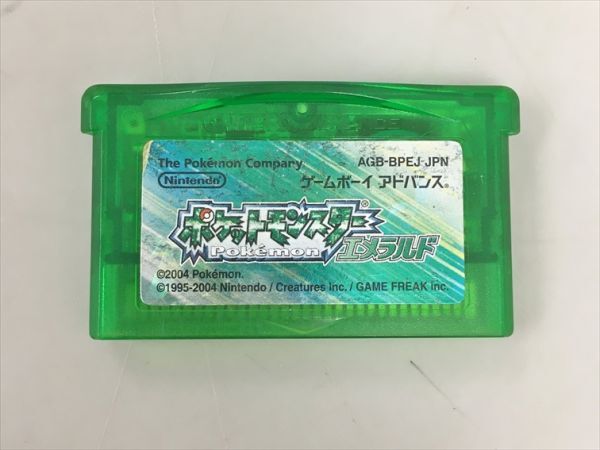 The Pokémon Company
AGB-BPEJ-JPN
Nintendo
ゲームボーイ アドバンス®
ポケットモンスター®
Pokémon
エメラルド
©2004 Pokémon.
©1995-2004 Nintendo / Creatures inc. / GAME FREAK inc.